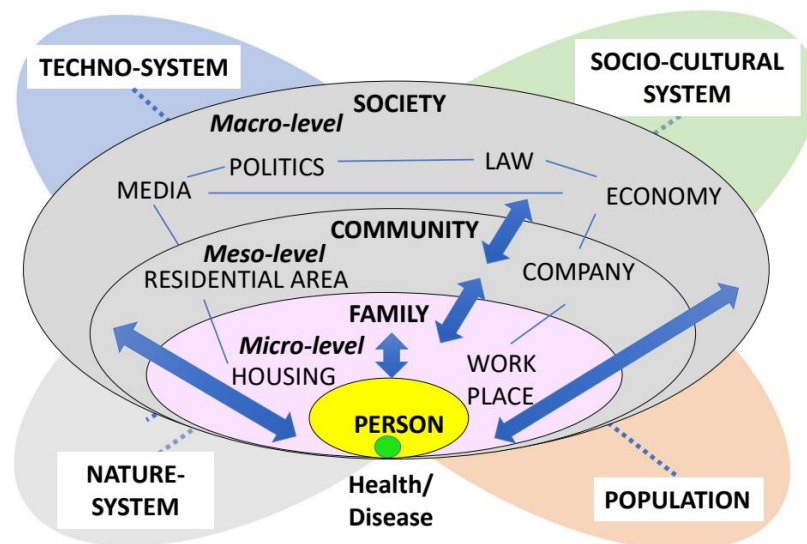 TECHNO-SYSTEM
SOCIO-CULTURAL
SYSTEM
SOCIETY
Macro-level
POLITICS
LAW
MEDIA
ECONOMY
COMMUNITY
Meso-level
RESIDENTIAL AREA
COMPANY
FAMILY
Micro-level
HOUSING
WORK
PLACE
PERSON
NATURE-
SYSTEM
Health/
Disease
POPULATION